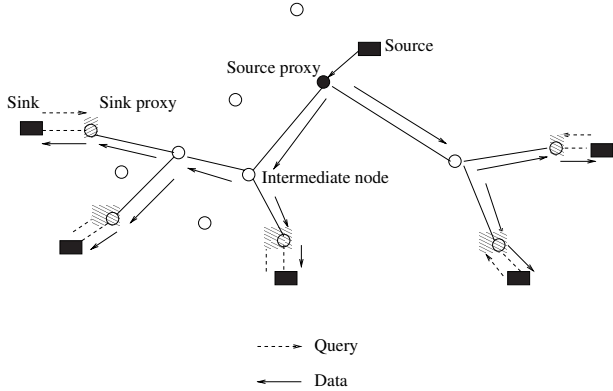 Source
Source proxy
Sink
Sink proxy
Intermediate node
Query
Data